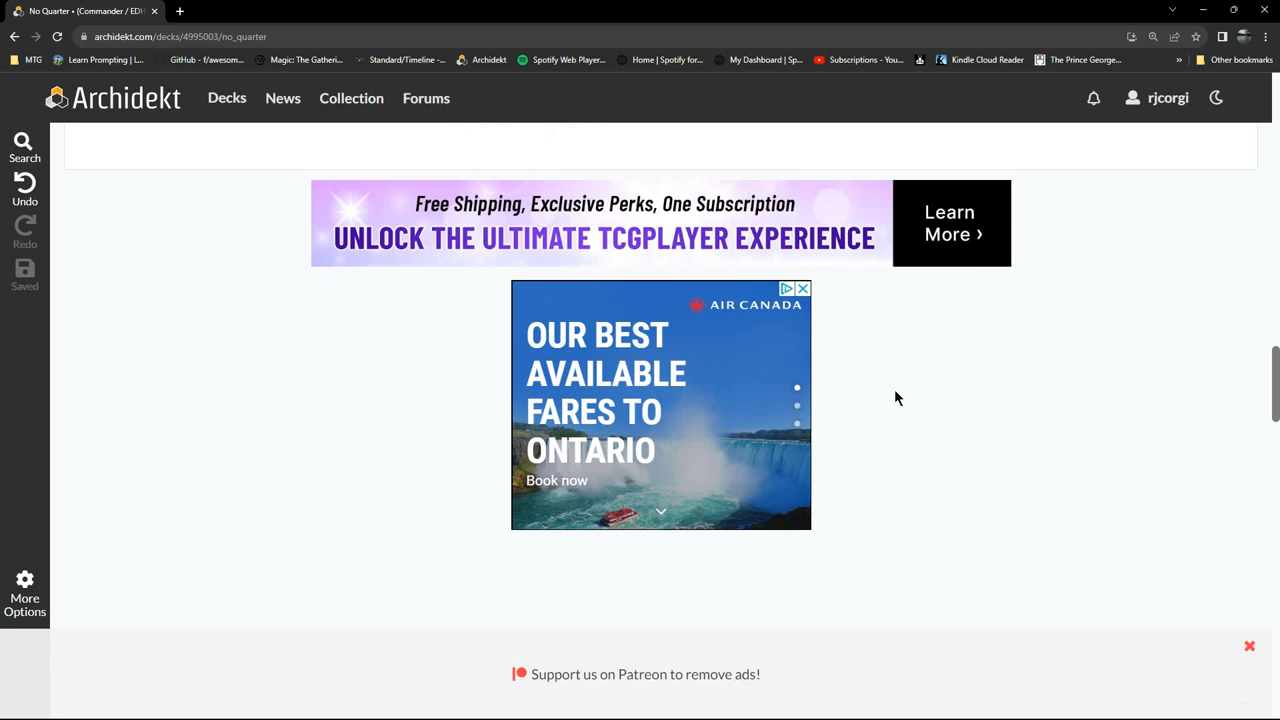 No Quarter • (Commander / EDH
archidekt.com/decks/4995003/no_quarter
MTG
Learn Prompting | L...
GitHub - f/awesom...
Magic: The Gatheri...
Standard/Timeline -...
Archidekt
Spotify Web Player...
Home | Spotify for...
My Dashboard | Sp...
Subscriptions - You...
Kindle Cloud Reader
The Prince George...
»
Other bookmarks
Archidekt
Decks
News
Collection
Forums
rjcorgi
Search
Undo
Redo
Saved
More
Options
Free Shipping, Exclusive Perks, One Subscription
UNLOCK THE ULTIMATE TCGPLAYER EXPERIENCE
Learn
More ›
AIR CANADA
OUR BEST
AVAILABLE
FARES TO
ONTARIO
Book now
Support us on Patreon to remove ads!